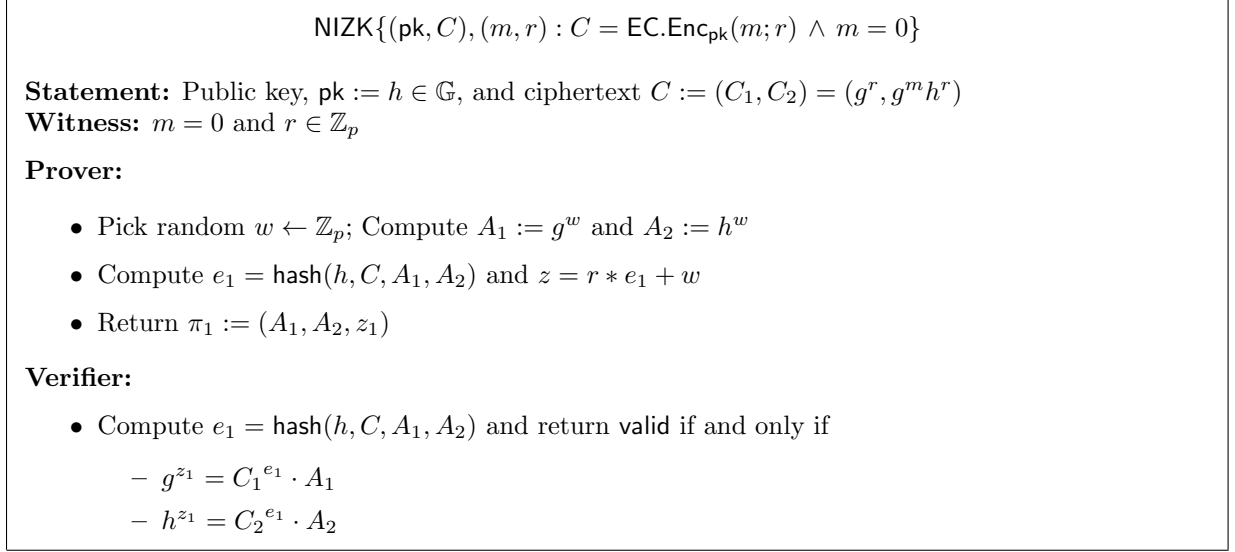 NIZK{(pk, C), (m, r) : C = EC.Enc_pk(m; r) ∧ m = 0}
Statement: Public key, pk := h ∈ 𝔾, and ciphertext C := (C_1, C_2) = (g^r, g^m h^r)
Witness: m = 0 and r ∈ ℤ_p
Prover:
• Pick random w ← ℤ_p; Compute A_1 := g^w and A_2 := h^w
• Compute e_1 = hash(h, C, A_1, A_2) and z = r ∗ e_1 + w
• Return π_1 := (A_1, A_2, z_1)
Verifier:
• Compute e_1 = hash(h, C, A_1, A_2) and return valid if and only if
– g^{z_1} = C_1^{e_1} · A_1
– h^{z_1} = C_2^{e_1} · A_2